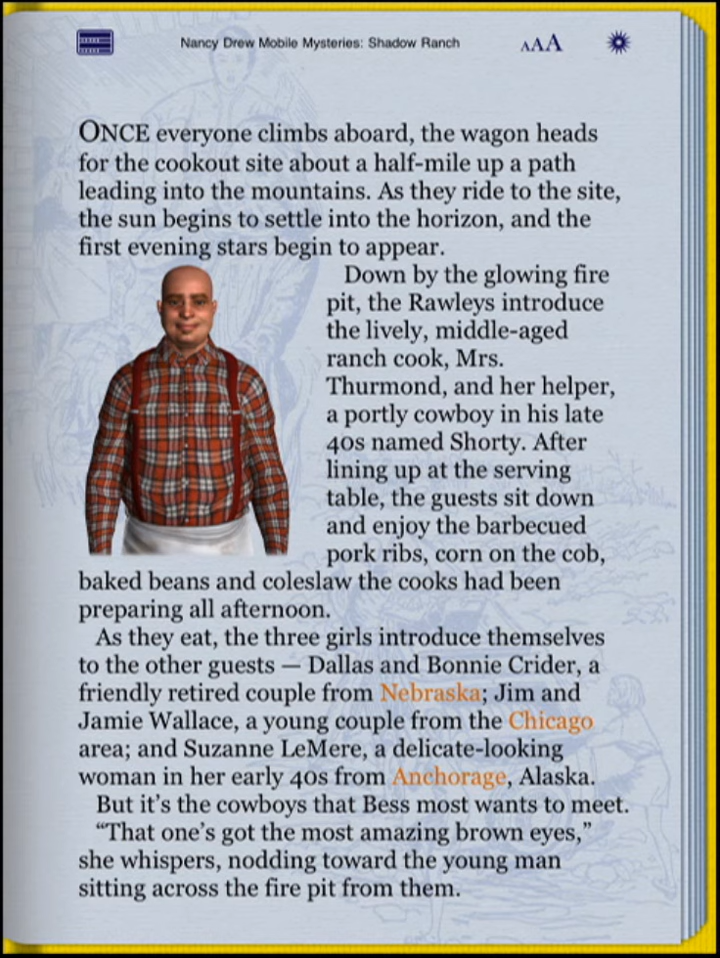 Nancy Drew Mobile Mysteries: Shadow Ranch
AAA
ONCE everyone climbs aboard, the wagon heads
for the cookout site about a half-mile up a path
leading into the mountains. As they ride to the site,
the sun begins to settle into the horizon, and the
first evening stars begin to appear.
Down by the glowing fire
pit, the Rawleys introduce
the lively, middle-aged
ranch cook, Mrs.
Thurmond, and her helper,
a portly cowboy in his late
40s named Shorty. After
lining up at the serving
table, the guests sit down
and enjoy the barbecued
pork ribs, corn on the cob,
baked beans and coleslaw the cooks had been
preparing all afternoon.
As they eat, the three girls introduce themselves
to the other guests — Dallas and Bonnie Crider, a
friendly retired couple from Nebraska; Jim and
Jamie Wallace, a young couple from the Chicago
area; and Suzanne LeMere, a delicate-looking
woman in her early 40s from Anchorage, Alaska.
But it’s the cowboys that Bess most wants to meet.
“That one’s got the most amazing brown eyes,”
she whispers, nodding toward the young man
sitting across the fire pit from them.